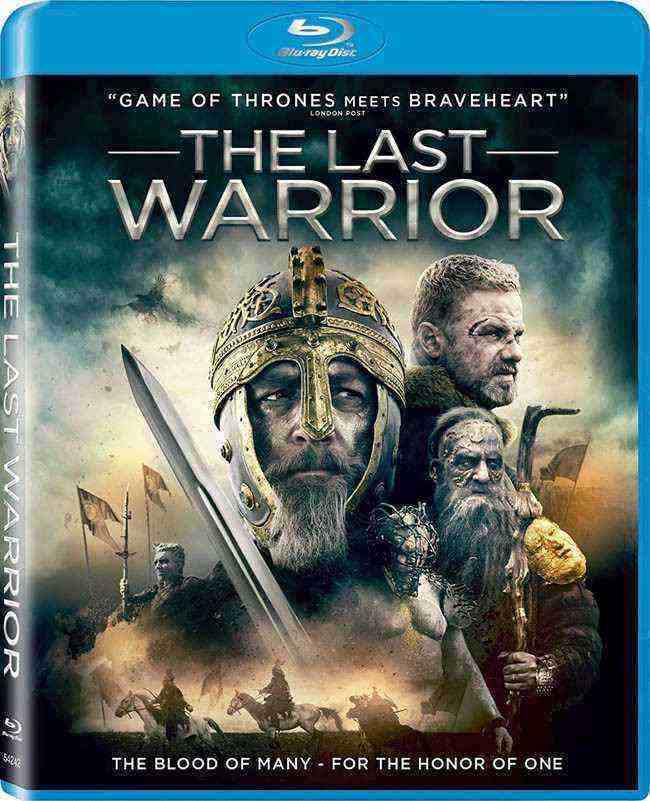 Blu-ray Disc
"GAME OF THRONES MEETS BRAVEHEART"
LONDON POST
THE LAST
WARRIOR
THE LAST WARRIOR
54242
THE BLOOD OF MANY - FOR THE HONOR OF ONE